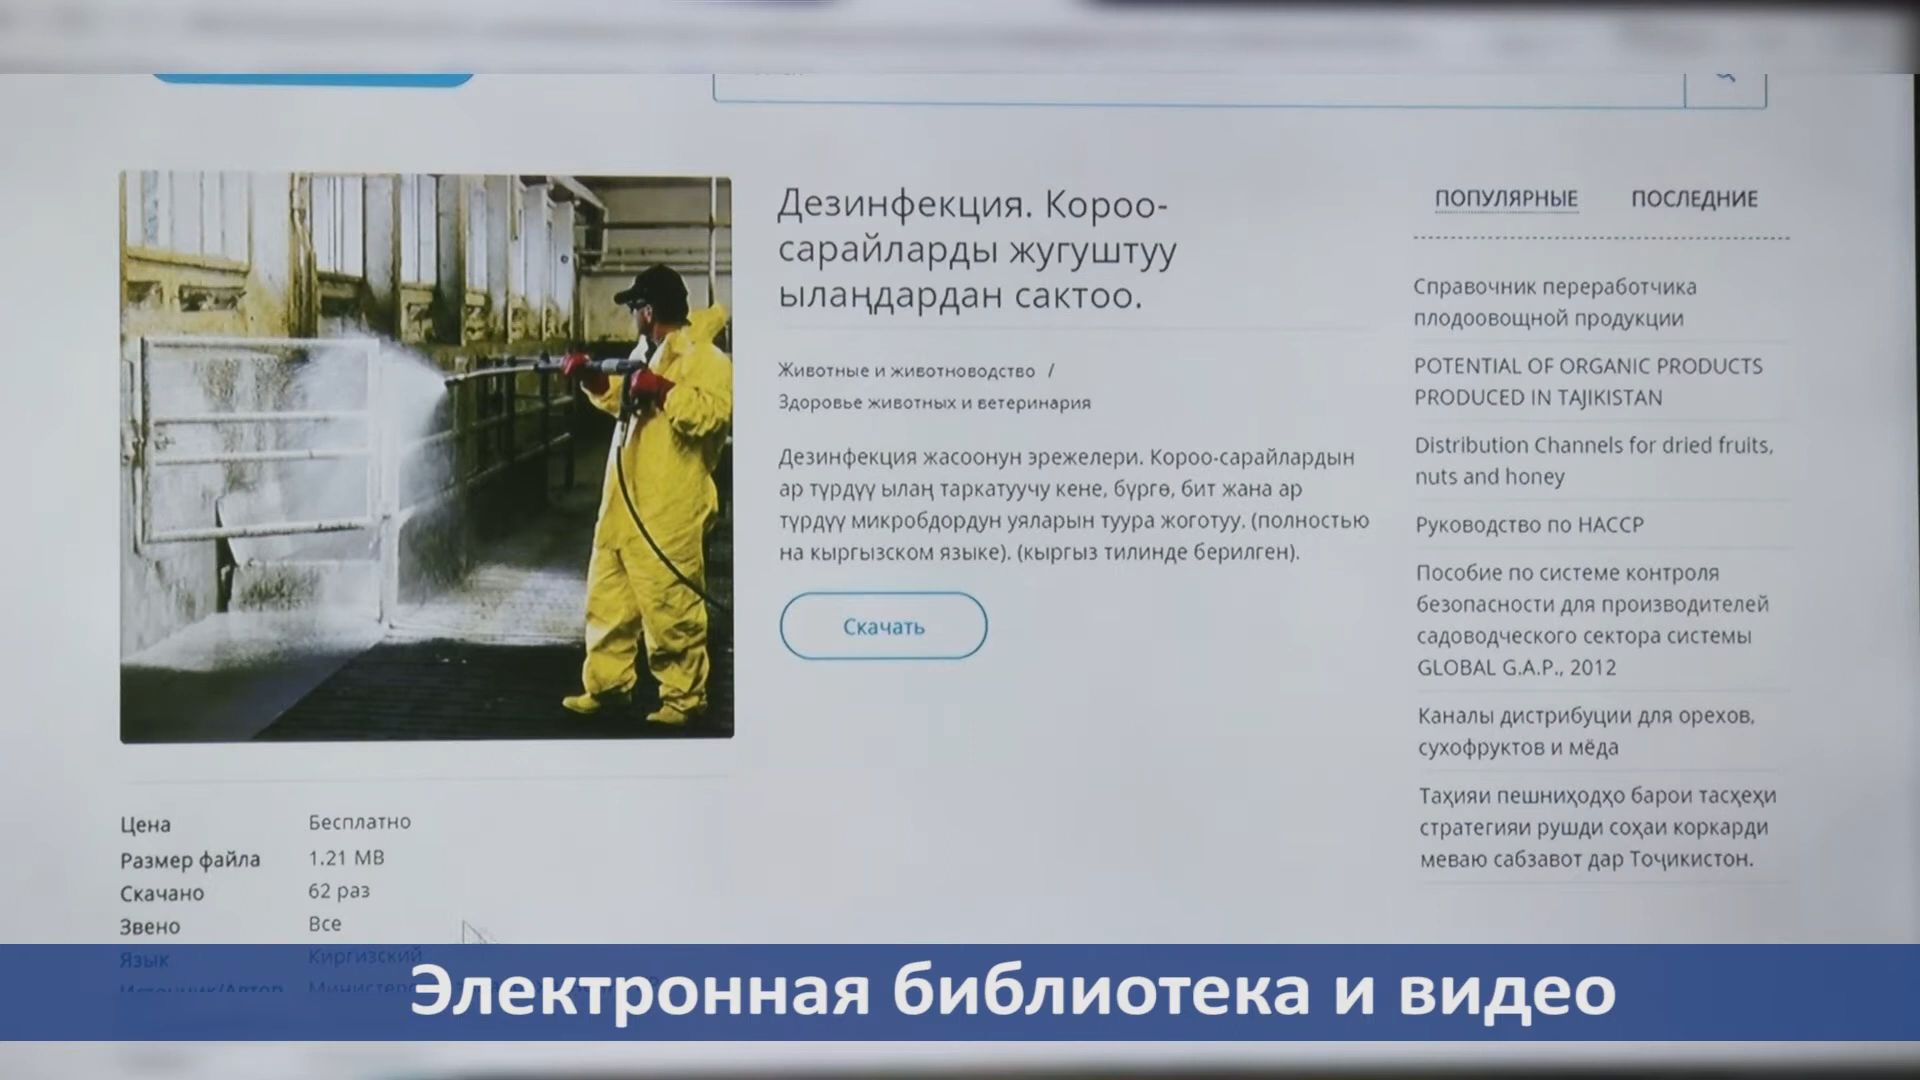 Дезинфекция. Короо-
сарайларды жугуштуу
ылаңдардан сактоо.
Животные и животноводство /
Здоровье животных и ветеринария
Дезинфекция жасоонун эрежелери. Короо-сарайлардын
ар түрдүү ылаң таркатуучу кене, бүргө, бит жана ар
түрдүү микробдордун уяларын туура жоготуу. (полностью
на кыргызском языке). (кыргыз тилинде берилген).
Скачать
ПОПУЛЯРНЫЕ ПОСЛЕДНИЕ
Справочник переработчика
плодоовощной продукции
POTENTIAL OF ORGANIC PRODUCTS
PRODUCED IN TAJIKISTAN
Distribution Channels for dried fruits,
nuts and honey
Руководство по НАССР
Пособие по системе контроля
безопасности для производителей
садоводческого сектора системы
GLOBAL G.A.P., 2012
Каналы дистрибуции для орехов,
сухофруктов и мёда
Таҳияи пешниҳодҳо барои тасҳеҳи
стратегияи рушди соҳаи коркарди
меваю сабзавот дар Тоҷикистон.
Цена Бесплатно
Размер файла 1.21 MB
Скачано 62 раз
Звено Все
Язык Киргизский
Источник/Автор
Электронная библиотека и видео